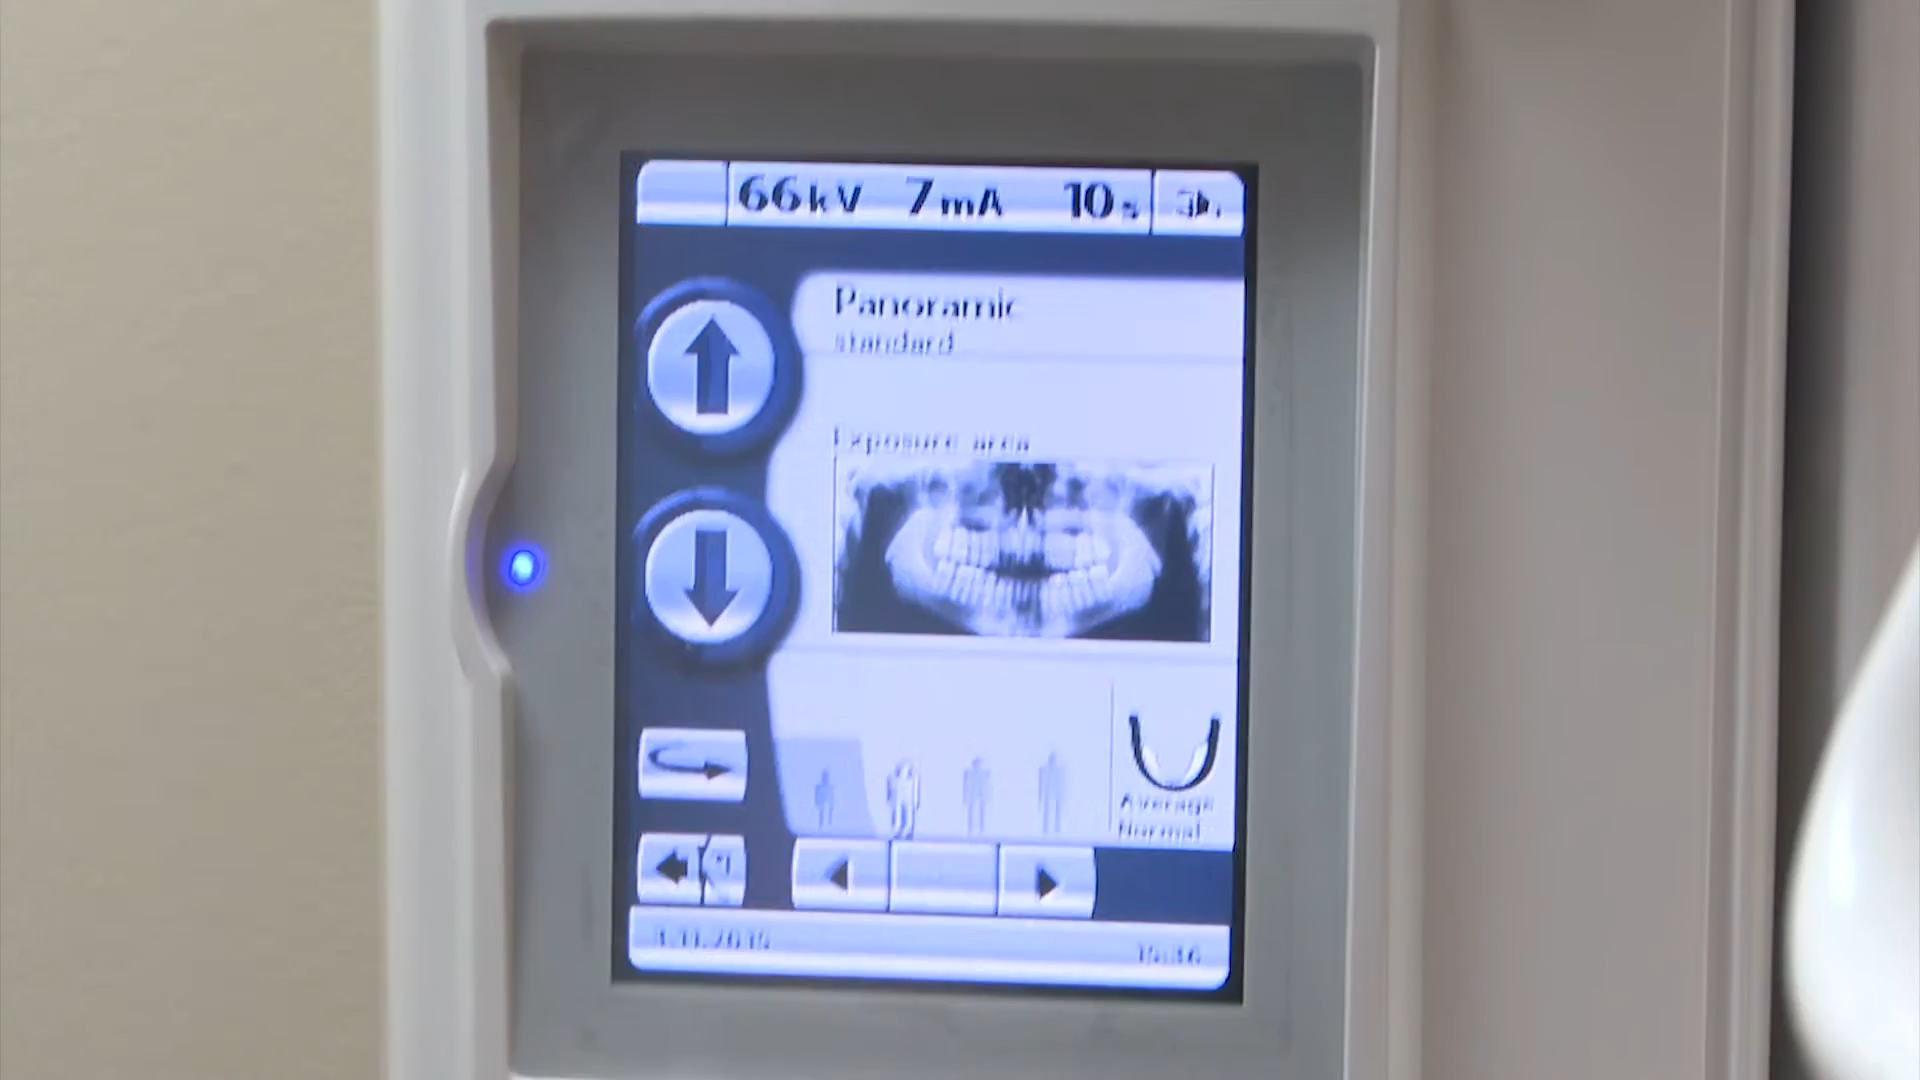 66kV 7mA 10s
Panoramic
standard
Exposure area
Average
Normal